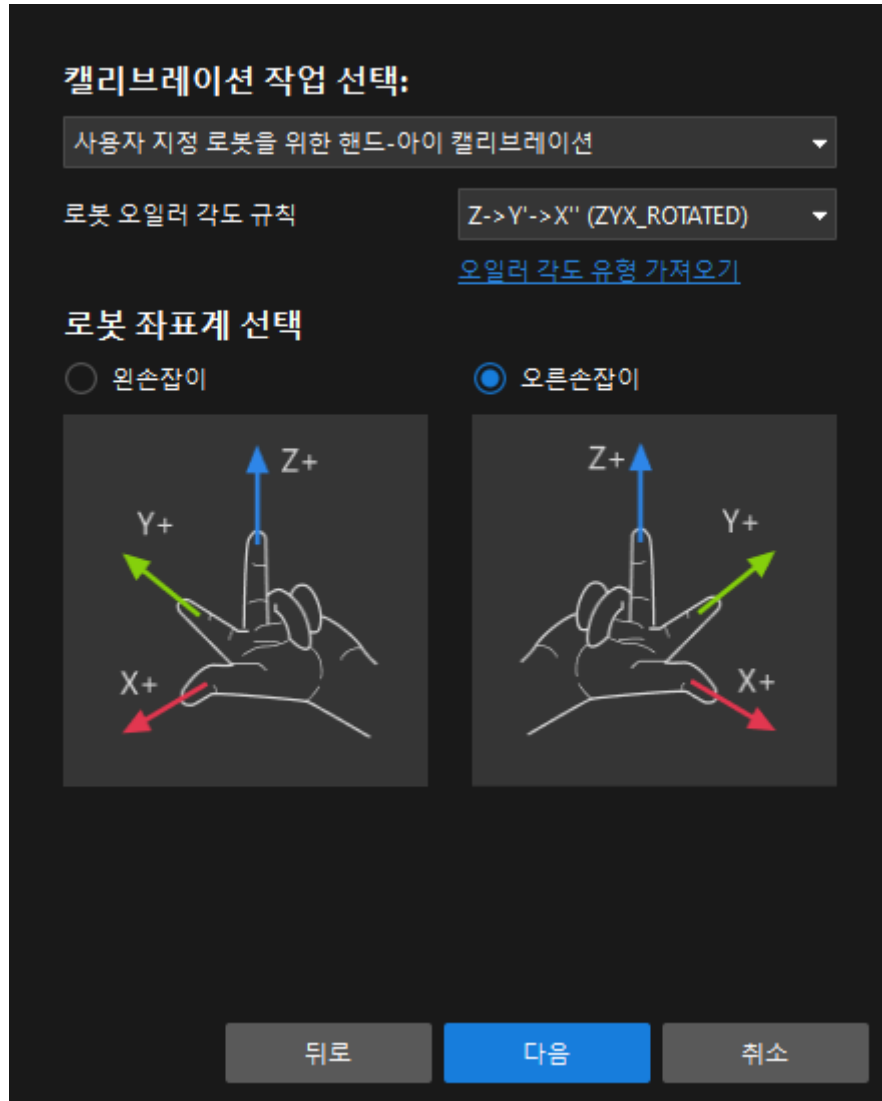 캘리브레이션 작업 선택:
사용자 지정 로봇을 위한 핸드-아이 캘리브레이션
로봇 오일러 각도 규칙 Z->Y'->X'' (ZYX_ROTATED)
오일러 각도 유형 가져오기
로봇 좌표계 선택
왼손잡이 오른손잡이
Z+ Z+
Y+ Y+
X+ X+
뒤로 다음 취소